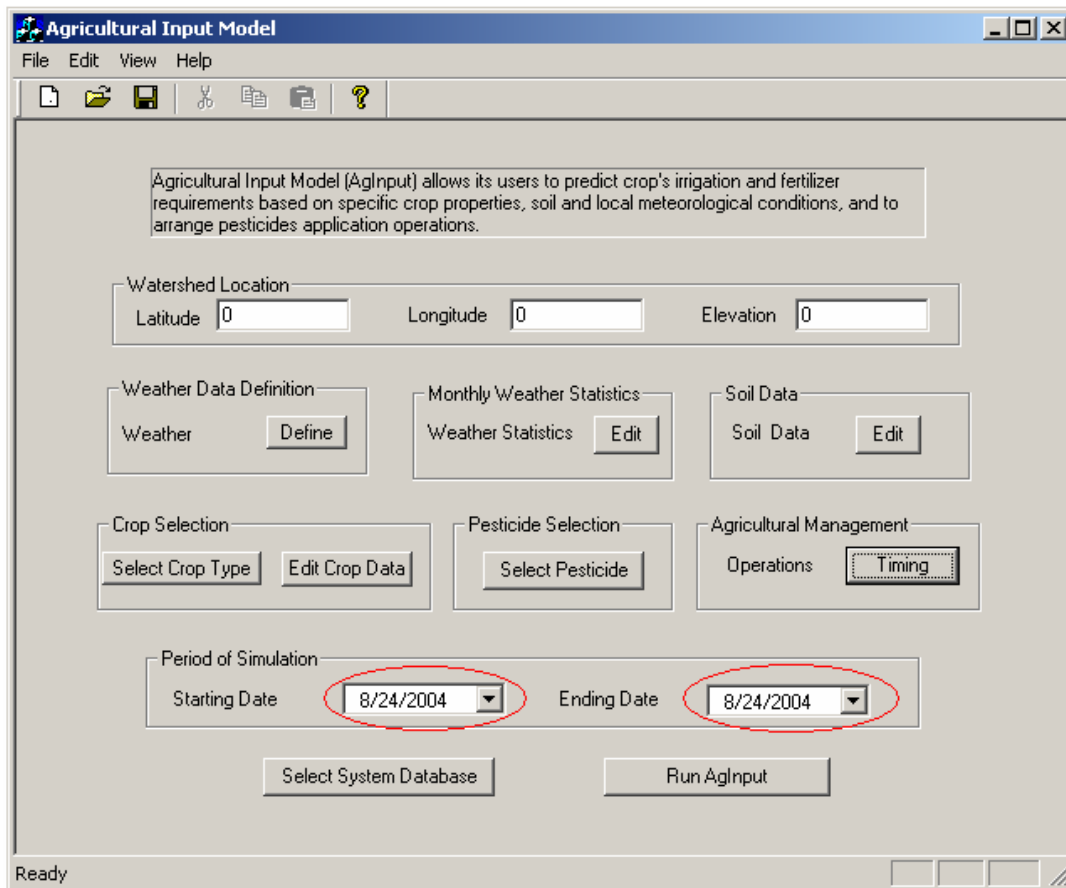 Agricultural Input Model
File Edit View Help
Agricultural Input Model (AgInput) allows its users to predict crop's irrigation and fertilizer
requirements based on specific crop properties, soil and local meteorological conditions, and to
arrange pesticides application operations.
Watershed Location
Latitude 0 Longitude 0 Elevation 0
Weather Data Definition Monthly Weather Statistics Soil Data
Weather Define Weather Statistics Edit Soil Data Edit
Crop Selection Pesticide Selection Agricultural Management
Select Crop Type Edit Crop Data Select Pesticide Operations Timing
Period of Simulation
Starting Date 8/24/2004 Ending Date 8/24/2004
Select System Database Run AgInput
Ready